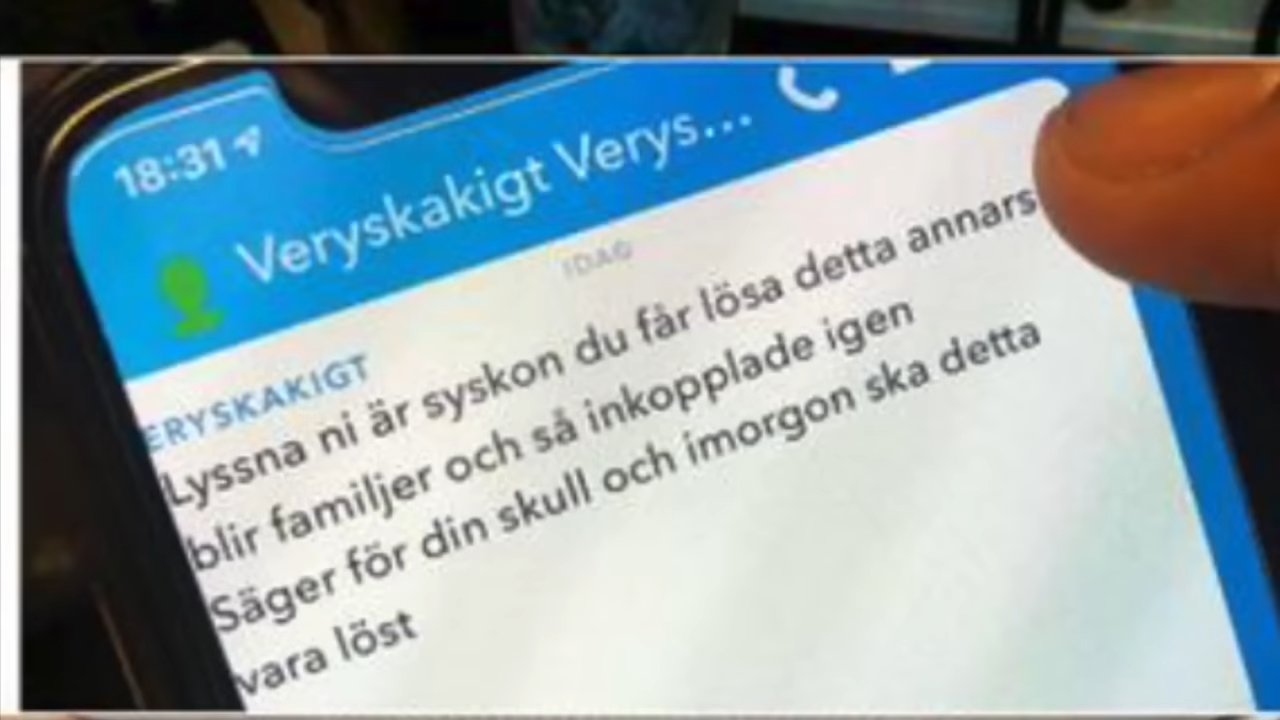 18:31
Veryskakigt Verys...
IDAG
ERYSKAKIGT
Lyssna ni är syskon du får lösa detta annars
blir familjer och så inkopplade igen
Säger för din skull och imorgon ska detta
vara löst